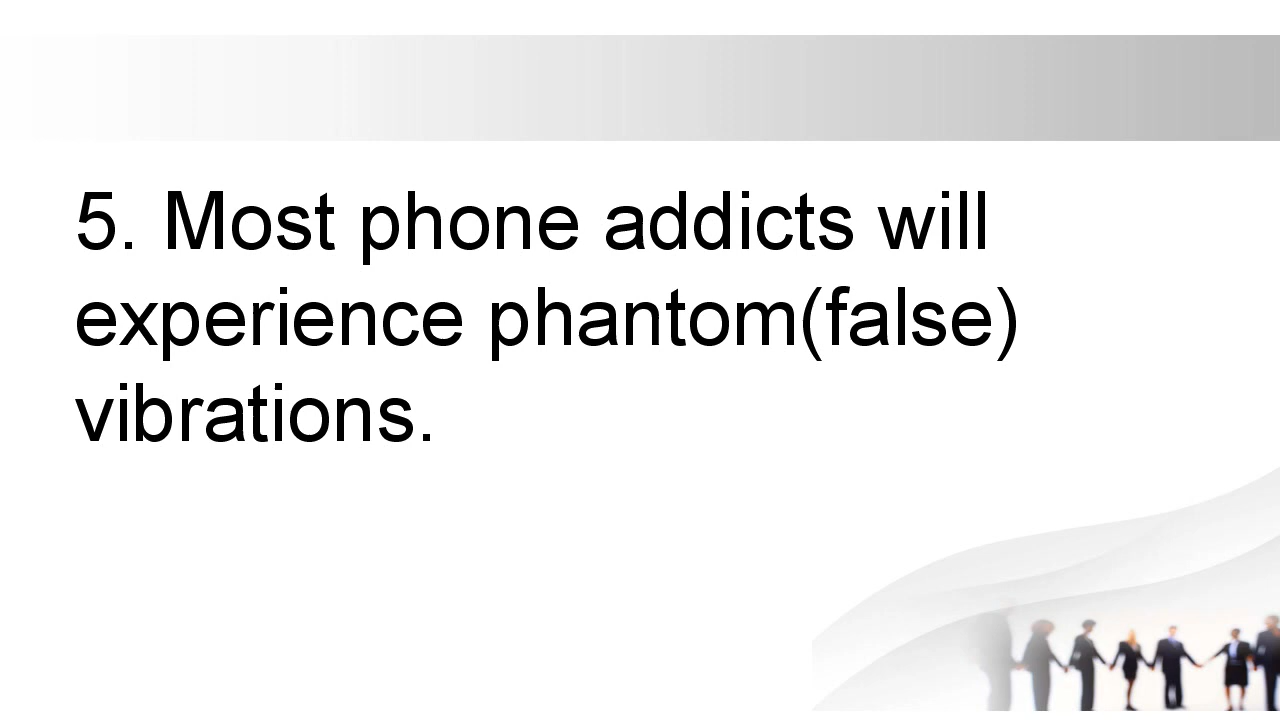 5. Most phone addicts will
experience phantom(false)
vibrations.